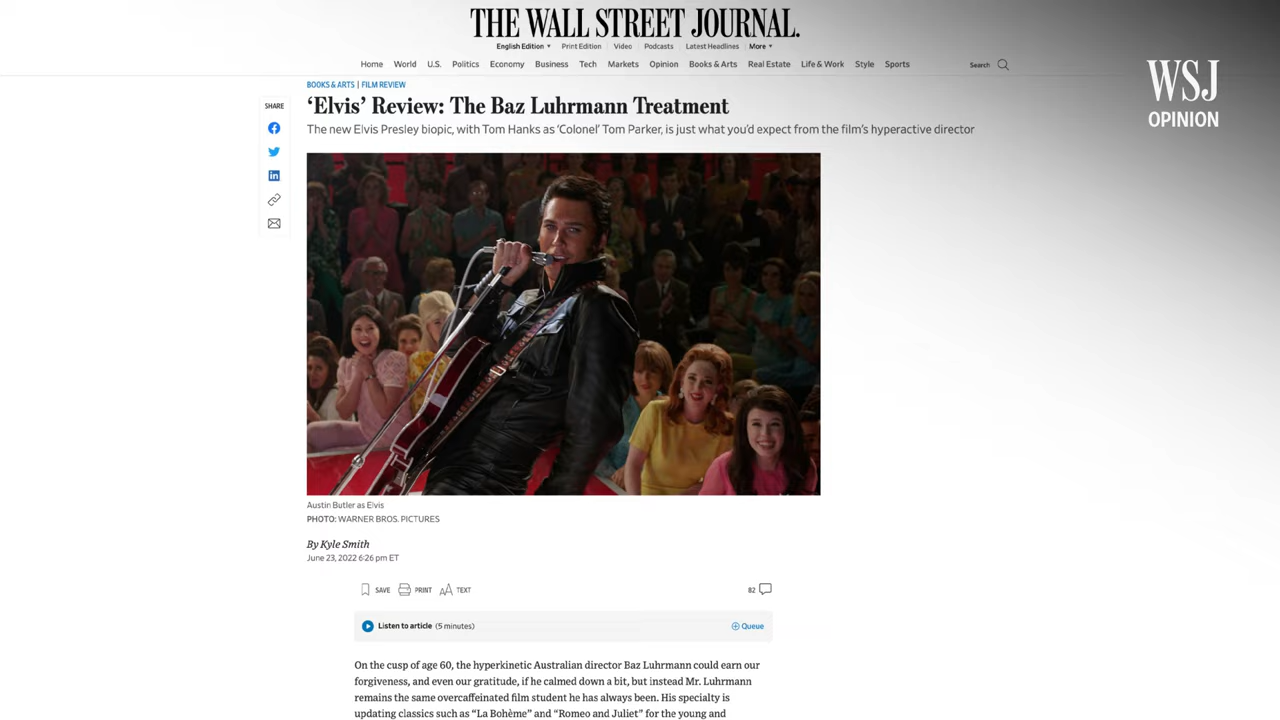 THE WALL STREET JOURNAL.
English Edition Print Edition Video Podcasts Latest Headlines More
Home World U.S. Politics Economy Business Tech Markets Opinion Books & Arts Real Estate Life & Work Style Sports Search
WSJ
OPINION
BOOKS & ARTS | FILM REVIEW
SHARE
‘Elvis’ Review: The Baz Luhrmann Treatment
The new Elvis Presley biopic, with Tom Hanks as ‘Colonel’ Tom Parker, is just what you’d expect from the film’s hyperactive director
Austin Butler as Elvis
PHOTO: WARNER BROS. PICTURES
By Kyle Smith
June 23, 2022 6:26 pm ET
SAVE PRINT AA TEXT 82
Listen to article (5 minutes) Queue
On the cusp of age 60, the hyperkinetic Australian director Baz Luhrmann could earn our
forgiveness, and even our gratitude, if he calmed down a bit, but instead Mr. Luhrmann
remains the same overcaffeinated film student he has always been. His specialty is
updating classics such as “La Bohème” and “Romeo and Juliet” for the young and